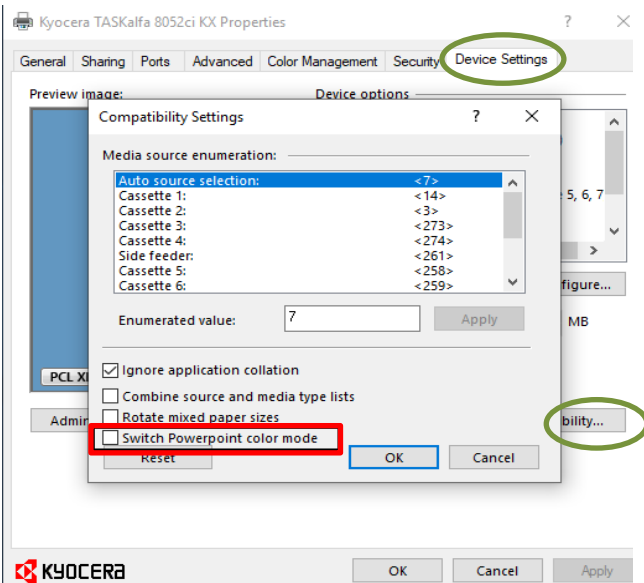 Kyocera TASKalfa 8052ci KX Properties ? ×
General Sharing Ports Advanced Color Management Security Device Settings
Preview image: Device options
Compatibility Settings ? ×
Media source enumeration:
Auto source selection: <7>
Cassette 1: <14>
Cassette 2: <3>
Cassette 3: <273>
Cassette 4: <274>
Side feeder: <261>
Cassette 5: <258>
Cassette 6: <259>
5, 6, 7
figure...
Enumerated value: 7 Apply
MB
Ignore application collation
PCL X
Combine source and media type lists
Rotate mixed paper sizes
Admin
bility...
Switch Powerpoint color mode
Reset OK Cancel
KYOCERA
OK Cancel Apply